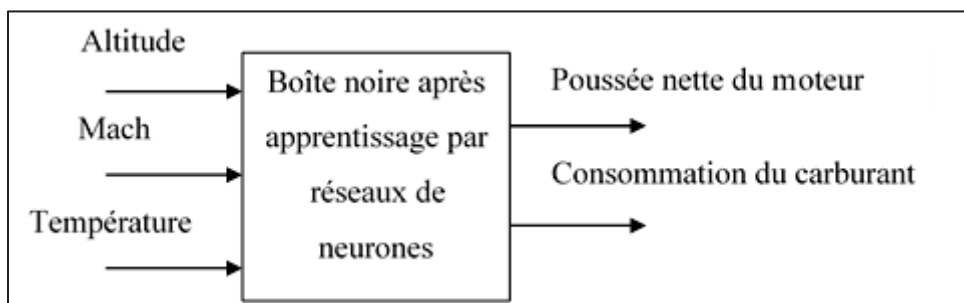 Altitude
Mach
Température
Boîte noire après
apprentissage par
réseaux de
neurones
Poussée nette du moteur
Consommation du carburant